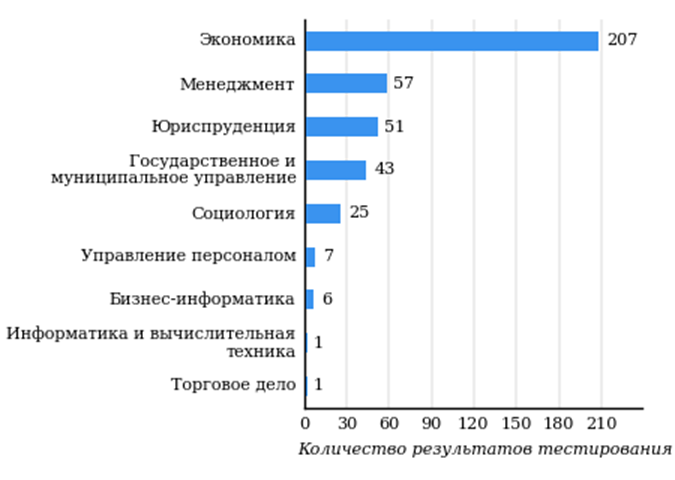 Экономика 207
Менеджмент 57
Юриспруденция 51
Государственное и
муниципальное управление 43
Социология 25
Управление персоналом 7
Бизнес-информатика 6
Информатика и вычислительная
техника 1
Торговое дело 1
0 30 60 90 120 150 180 210
Количество результатов тестирования